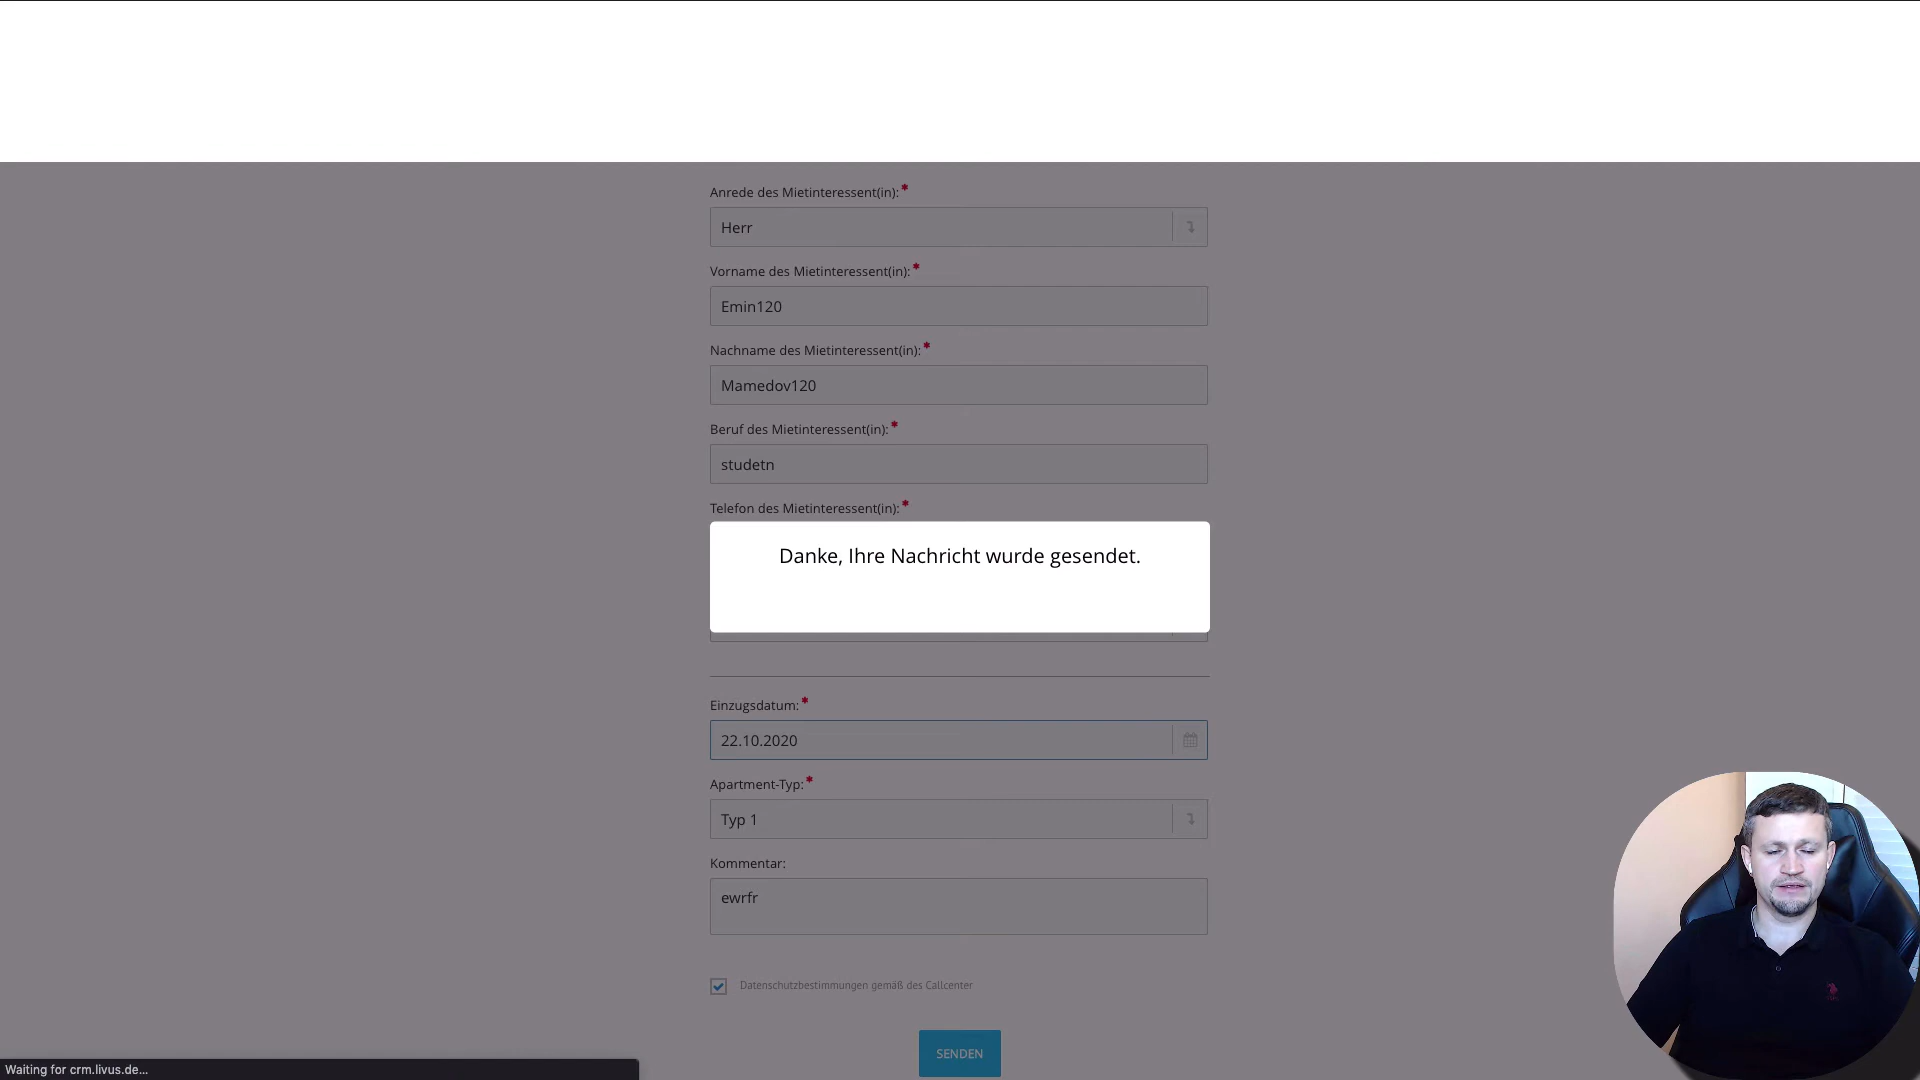 Anrede des Mietinteressent(in):*
Herr
Vorname des Mietinteressent(in):*
Emin120
Nachname des Mietinteressent(in):*
Mamedov120
Beruf des Mietinteressent(in):*
studetn
Telefon des Mietinteressent(in):*
Danke, Ihre Nachricht wurde gesendet.
Einzugsdatum:*
22.10.2020
Apartment-Typ:*
Typ 1
Kommentar:
ewrfr
Datenschutzbestimmungen gemäß des Callcenter
SENDEN
Waiting for crm.livus.de...